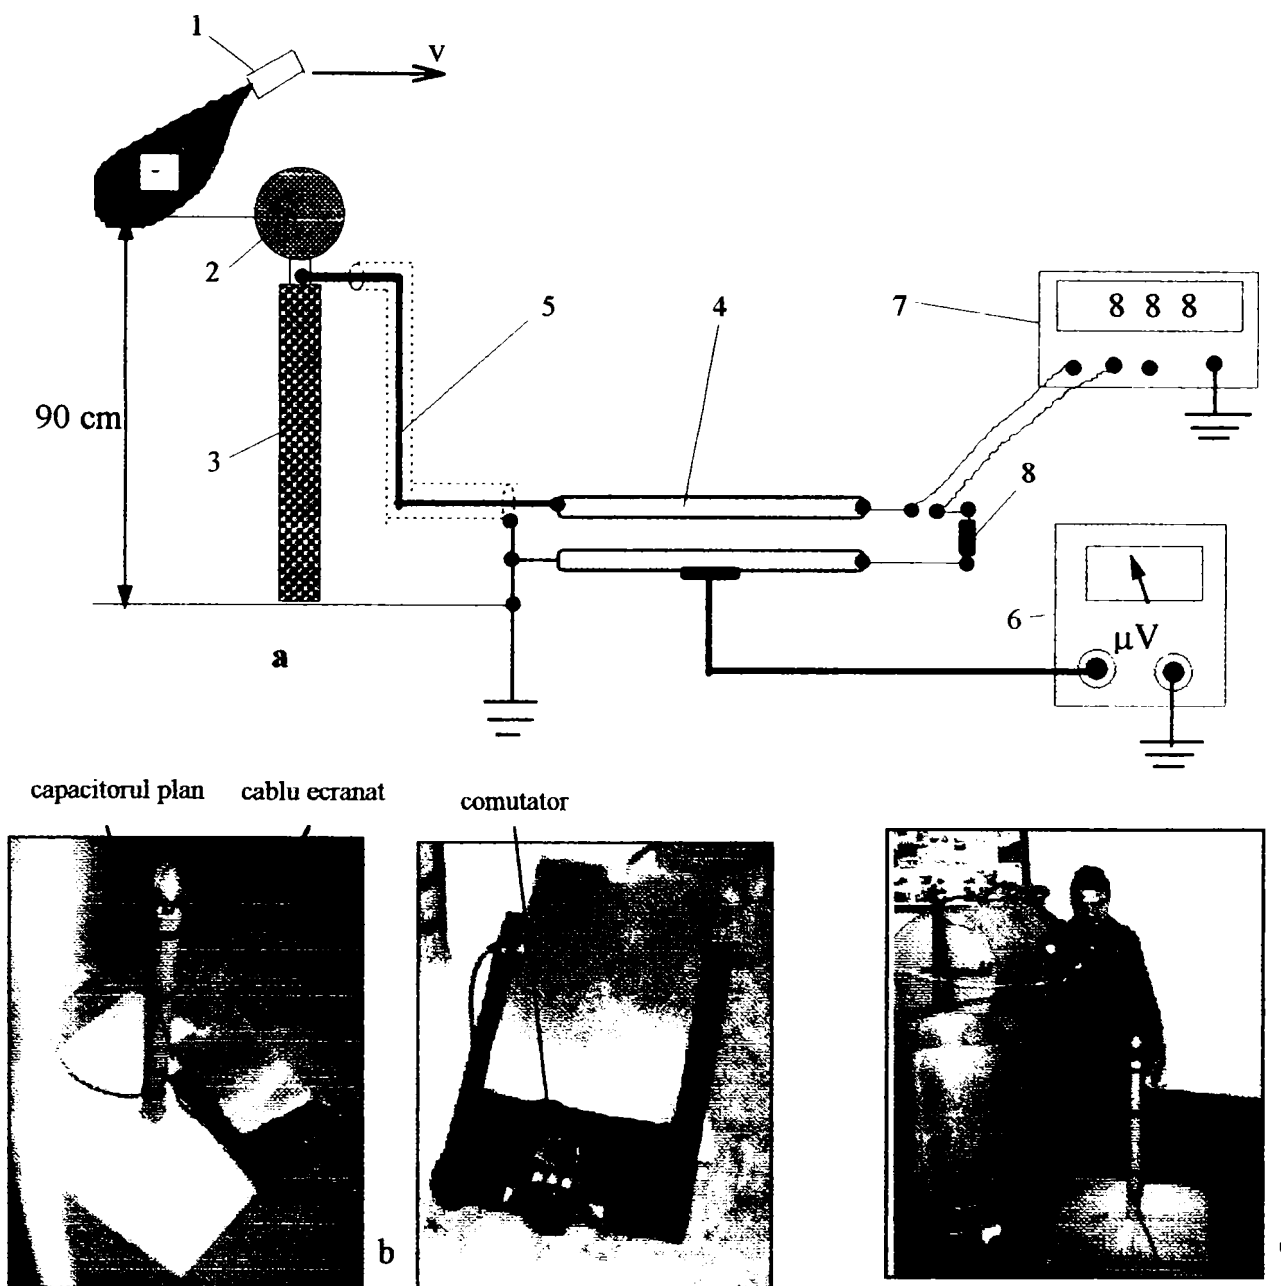 1
v
-
2
5
4
7
8 8 8
90 cm
3
8
6
μV
a
capacitorul plan
cablu ecranat
comutator
b